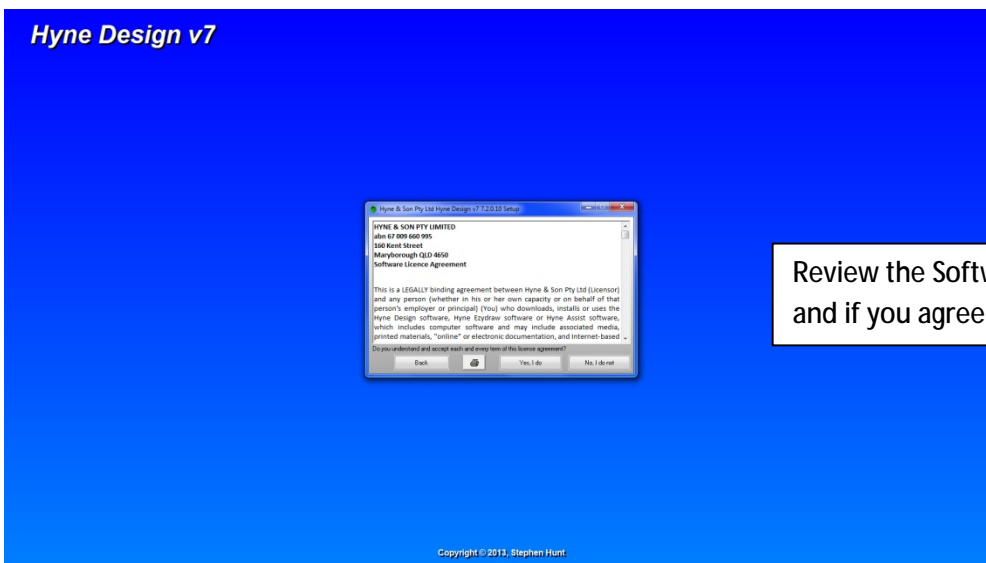 Hyne Design v7
Hyne & Son Pty Ltd Hyne Design v7 7.2.0.10 Setup
HYNE & SON PTY LIMITED
abn 67 009 660 995
160 Kent Street
Maryborough QLD 4650
Software Licence Agreement
This is a LEGALLY binding agreement between Hyne & Son Pty Ltd (Licensor)
and any person (whether in his or her own capacity or on behalf of that
person's employer or principal) (You) who downloads, installs or uses the
Hyne Design software, Hyne Ezydraw software or Hyne Assist software,
which includes computer software and may include associated media,
printed materials, "online" or electronic documentation, and Internet-based
Do you understand and accept each and every term of this license agreement?
Back
Yes, I do
No, I do not
Review the Softw
and if you agree
Copyright © 2013, Stephen Hunt